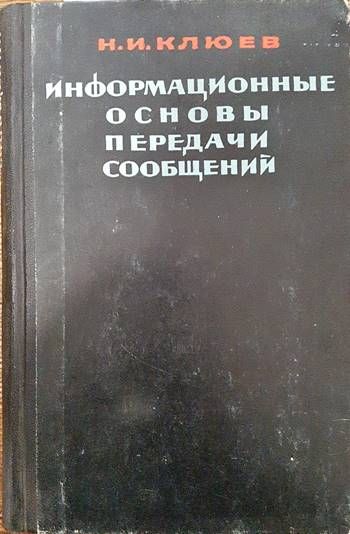 Н.И.КЛЮЕВ
ИНФОРМАЦИОННЫЕ
ОСНОВЫ
ПЕРЕДАЧИ
СООБЩЕНИЙ